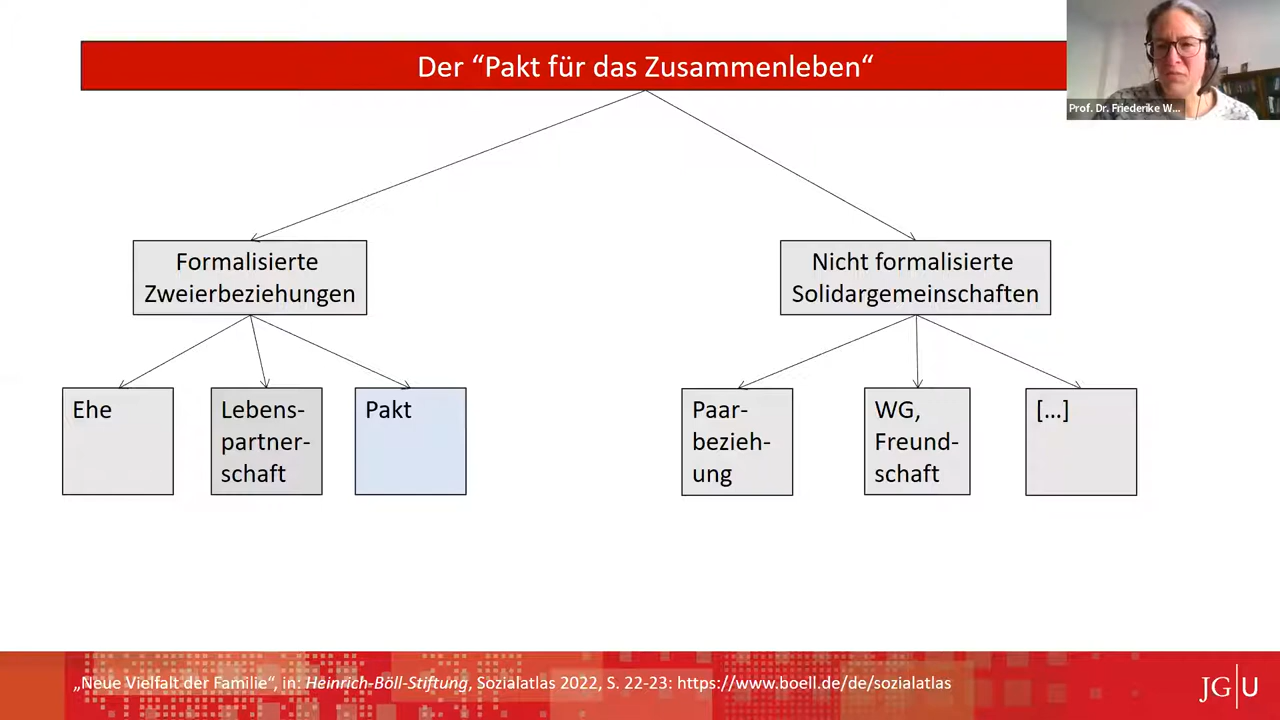 Der “Pakt für das Zusammenleben“
Prof. Dr. Friederike W...
Formalisierte
Zweierbeziehungen
Nicht formalisierte
Solidargemeinschaften
Ehe
Lebens-
partner-
schaft
Pakt
Paar-
bezieh-
ung
WG,
Freund-
schaft
[...]
„Neue Vielfalt der Familie“, in: Heinrich-Böll-Stiftung, Sozialatlas 2022, S. 22-23: https://www.boell.de/de/sozialatlas
JG|U